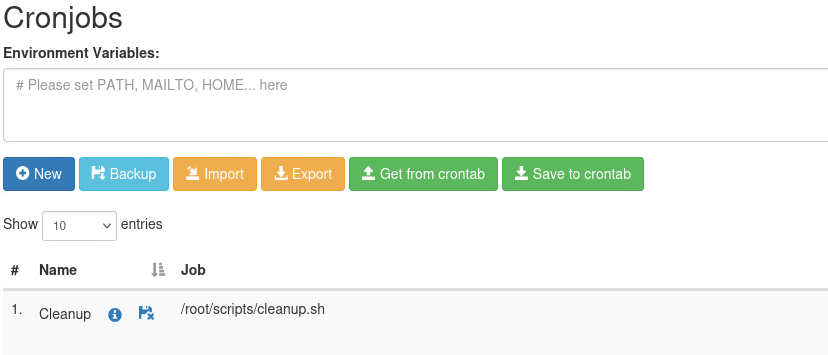 Cronjobs
Environment Variables:
# Please set PATH, MAILTO, HOME... here
New Backup Import Export Get from crontab Save to crontab
Show 10 entries
# Name Job
1. Cleanup /root/scripts/cleanup.sh